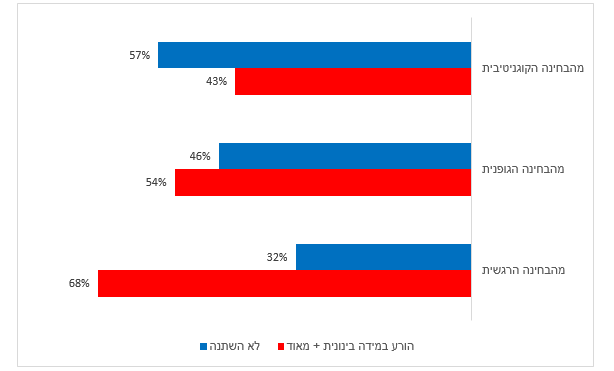 מהבחינה הקוגניטיבית
57%
43%
מהבחינה הגופנית
46%
54%
מהבחינה הרגשית
32%
68%
הורע במידה בינונית + מאוד
לא השתנה